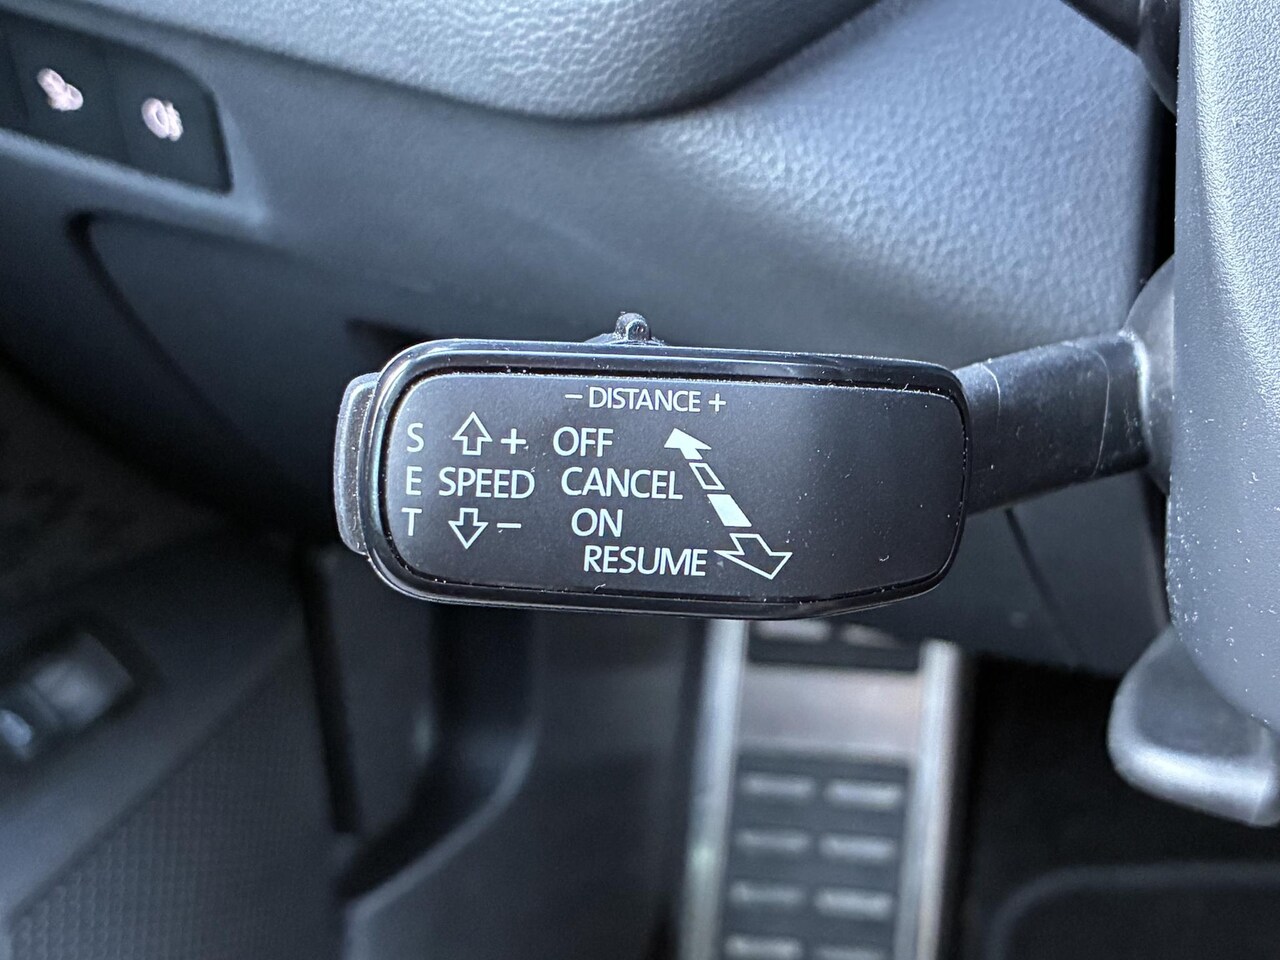 − DISTANCE +
S + OFF
E SPEED CANCEL
T − ON
RESUME